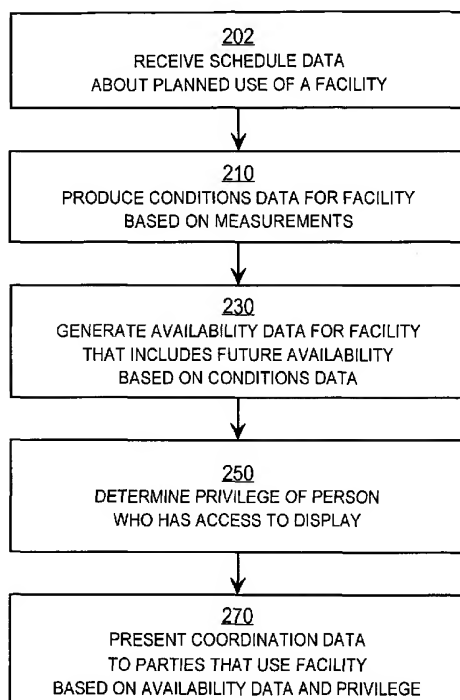 202
RECEIVE SCHEDULE DATA
ABOUT PLANNED USE OF A FACILITY
210
PRODUCE CONDITIONS DATA FOR FACILITY
BASED ON MEASUREMENTS
230
GENERATE AVAILABILITY DATA FOR FACILITY
THAT INCLUDES FUTURE AVAILABILITY
BASED ON CONDITIONS DATA
250
DETERMINE PRIVILEGE OF PERSON
WHO HAS ACCESS TO DISPLAY
270
PRESENT COORDINATION DATA
TO PARTIES THAT USE FACILITY
BASED ON AVAILABILITY DATA AND PRIVILEGE